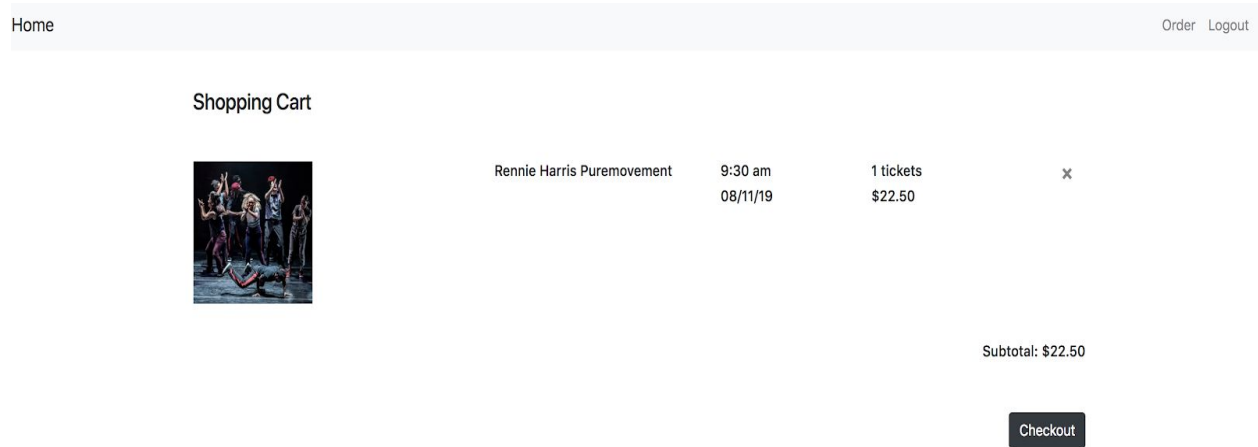 Home
Order Logout
Shopping Cart
Rennie Harris Puremovement
9:30 am
08/11/19
1 tickets
$22.50
×
Subtotal: $22.50
Checkout